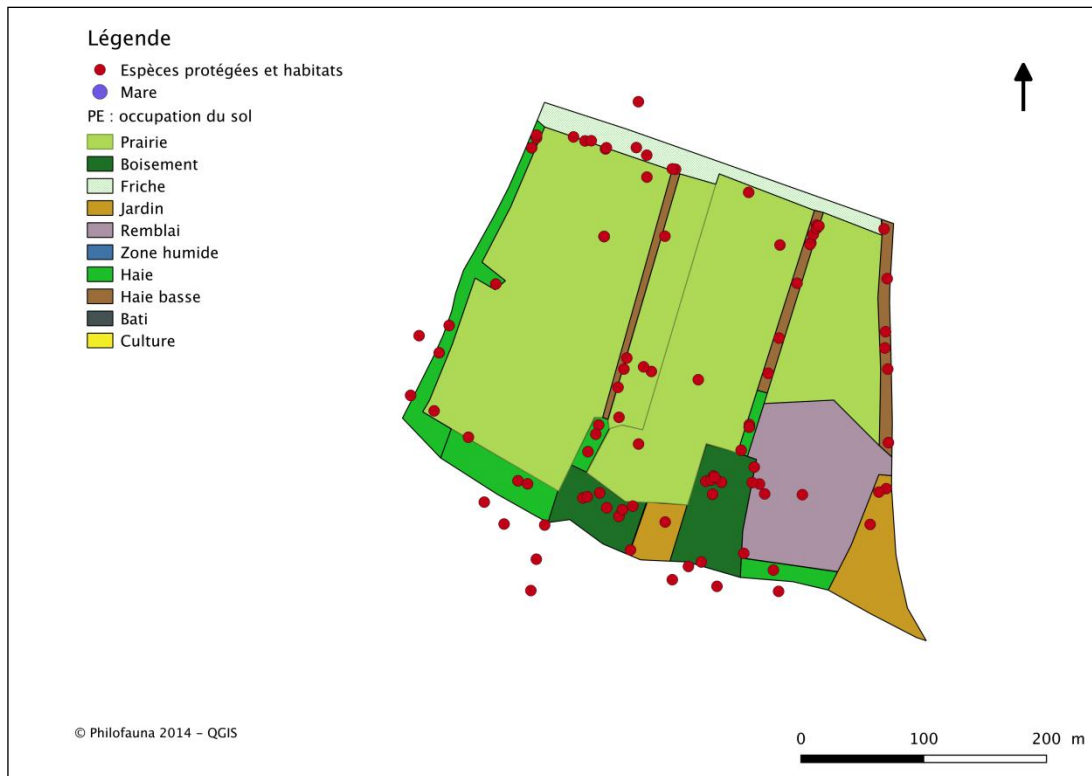 Légende
Espèces protégées et habitats
Mare
PE : occupation du sol
Prairie
Boisement
Friche
Jardin
Remblai
Zone humide
Haie
Haie basse
Bati
Culture
© Philofauna 2014 – QGIS
0 100 200 m